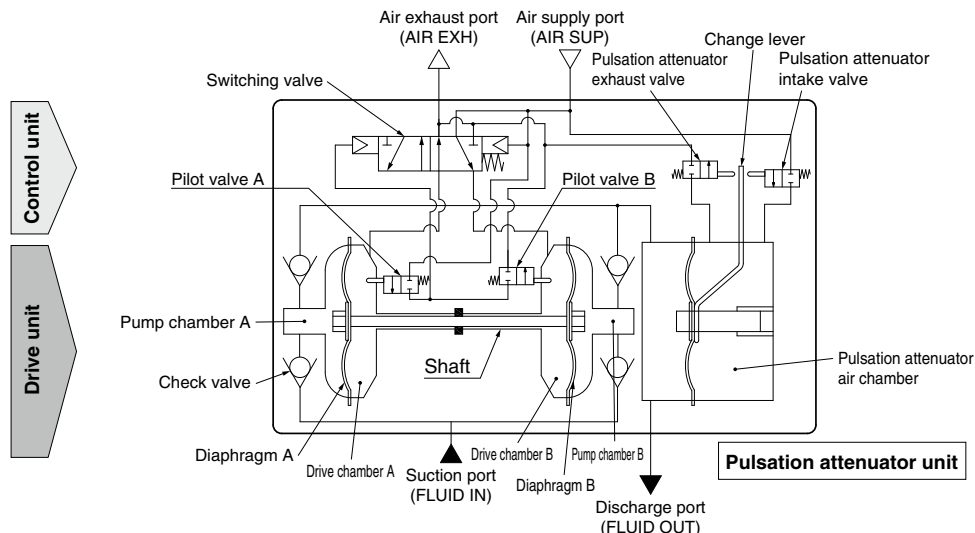 Air exhaust port
(AIR EXH)
Air supply port
(AIR SUP)
Pulsation attenuator
exhaust valve
Change lever
Pulsation attenuator
intake valve
Switching valve
Control unit
Pilot valve A
Pilot valve B
Drive unit
Pump chamber A
Shaft
Check valve
Pulsation attenuator
air chamber
Diaphragm A
Drive chamber A
Suction port
(FLUID IN)
Drive chamber B
Diaphragm B
Pump chamber B
Pulsation attenuator unit
Discharge port
(FLUID OUT)